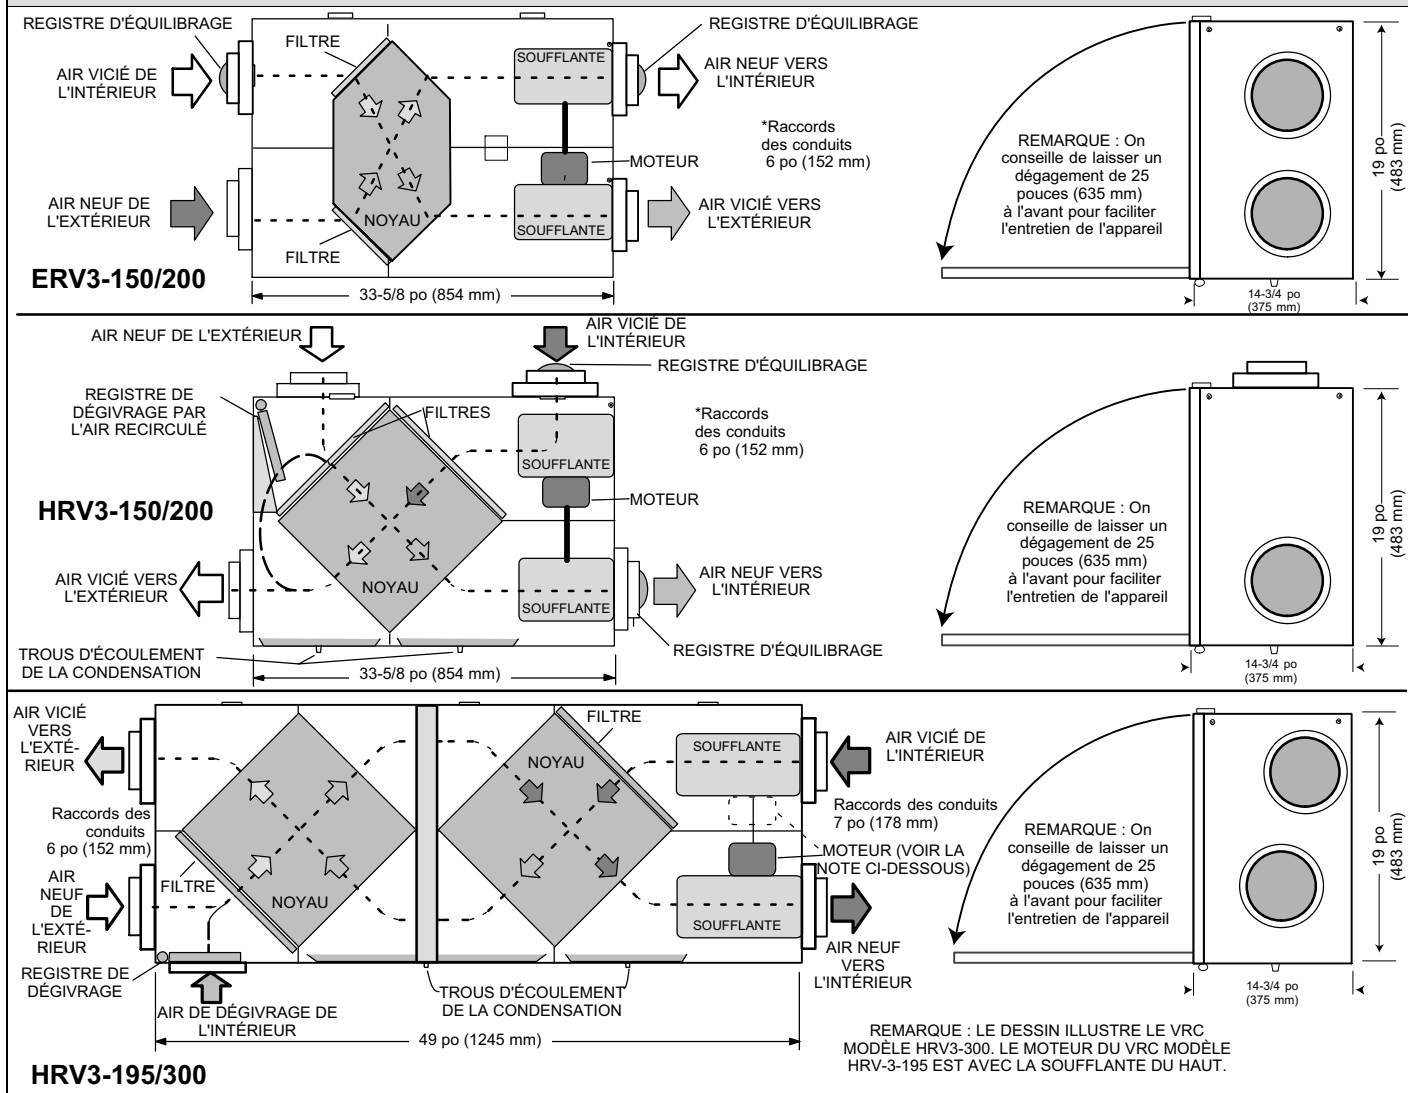 REGISTRE D'ÉQUILIBRAGE
FILTRE
AIR VICIÉ DE
L'INTÉRIEUR
SOUFFLANTE
REGISTRE D'ÉQUILIBRAGE
AIR NEUF VERS
L'INTÉRIEUR
*Raccords
des conduits
6 po (152 mm)
MOTEUR
AIR NEUF DE
L'EXTÉRIEUR
NOYAU
SOUFFLANTE
AIR VICIÉ VERS
L'EXTÉRIEUR
FILTRE
ERV3-150/200
33-5/8 po (854 mm)
REMARQUE : On
conseille de laisser un
dégagement de 25
pouces (635 mm)
à l'avant pour faciliter
l'entretien de l'appareil
19 po
(483 mm)
14-3/4 po
(375 mm)
AIR NEUF DE L'EXTÉRIEUR
AIR VICIÉ DE
L'INTÉRIEUR
REGISTRE D'ÉQUILIBRAGE
REGISTRE DE
DÉGIVRAGE PAR
L'AIR RECIRCULÉ
FILTRES
*Raccords
des conduits
6 po (152 mm)
SOUFFLANTE
MOTEUR
HRV3-150/200
AIR VICIÉ VERS
L'EXTÉRIEUR
NOYAU
SOUFFLANTE
AIR NEUF VERS
L'INTÉRIEUR
REGISTRE D'ÉQUILIBRAGE
TROUS D'ÉCOULEMENT
DE LA CONDENSATION
33-5/8 po (854 mm)
REMARQUE : On
conseille de laisser un
dégagement de 25
pouces (635 mm)
à l'avant pour faciliter
l'entretien de l'appareil
19 po
(483 mm)
14-3/4 po
(375 mm)
AIR VICIÉ
VERS
L'EXTÉ-
RIEUR
FILTRE
NOYAU
SOUFFLANTE
AIR VICIÉ DE
L'INTÉRIEUR
Raccords des
conduits
6 po (152 mm)
Raccords des conduits
7 po (178 mm)
MOTEUR (VOIR LA
NOTE CI-DESSOUS)
AIR
NEUF
DE
L'EXTÉ-
RIEUR
FILTRE
NOYAU
SOUFFLANTE
AIR NEUF
VERS
L'INTÉRIEUR
REGISTRE DE
DÉGIVRAGE
AIR DE DÉGIVRAGE DE
L'INTÉRIEUR
TROUS D'ÉCOULEMENT
DE LA CONDENSATION
49 po (1245 mm)
HRV3-195/300
REMARQUE : On
conseille de laisser un
dégagement de 25
pouces (635 mm)
à l'avant pour faciliter
l'entretien de l'appareil
19 po
(483 mm)
14-3/4 po
(375 mm)
REMARQUE : LE DESSIN ILLUSTRE LE VRC
MODÈLE HRV3-300. LE MOTEUR DU VRC MODÈLE
HRV-3-195 EST AVEC LA SOUFFLANTE DU HAUT.